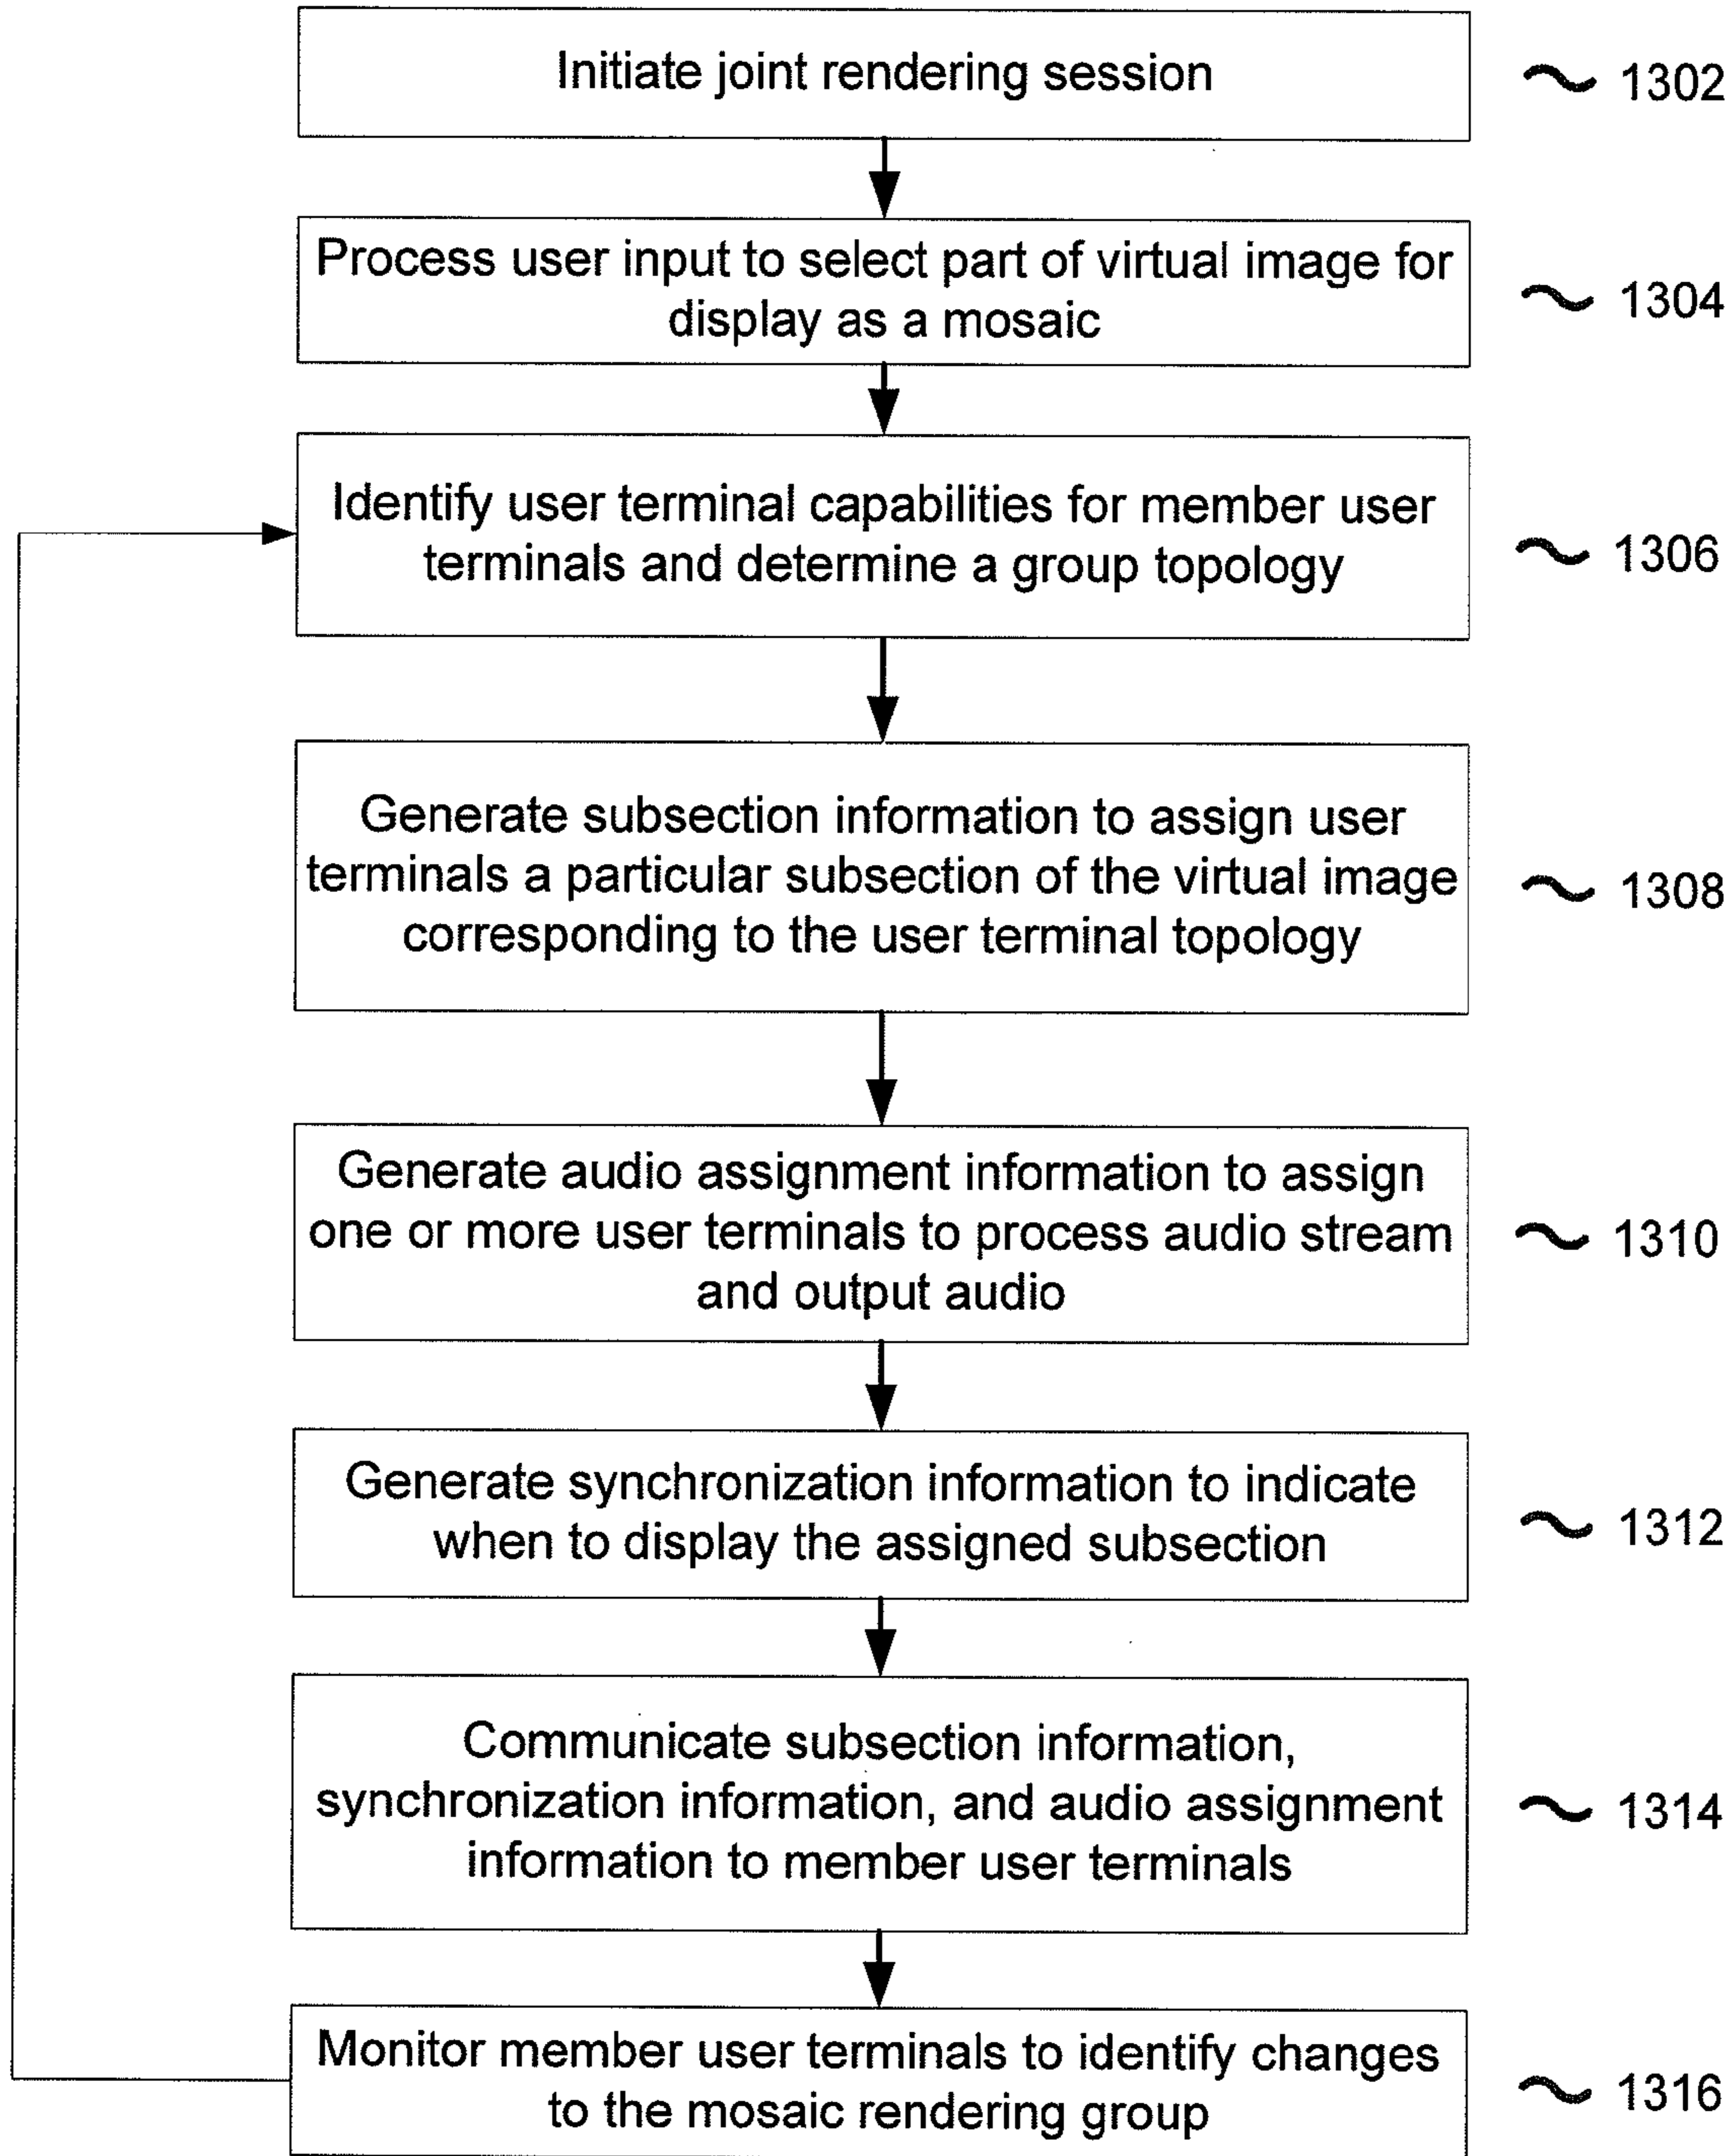 Initiate joint rendering session
~ 1302
Process user input to select part of virtual image for
display as a mosaic
~ 1304
Identify user terminal capabilities for member user
terminals and determine a group topology
~ 1306
Generate subsection information to assign user
terminals a particular subsection of the virtual image
corresponding to the user terminal topology
~ 1308
Generate audio assignment information to assign
one or more user terminals to process audio stream
and output audio
~ 1310
Generate synchronization information to indicate
when to display the assigned subsection
~ 1312
Communicate subsection information,
synchronization information, and audio assignment
information to member user terminals
~ 1314
Monitor member user terminals to identify changes
to the mosaic rendering group
~ 1316